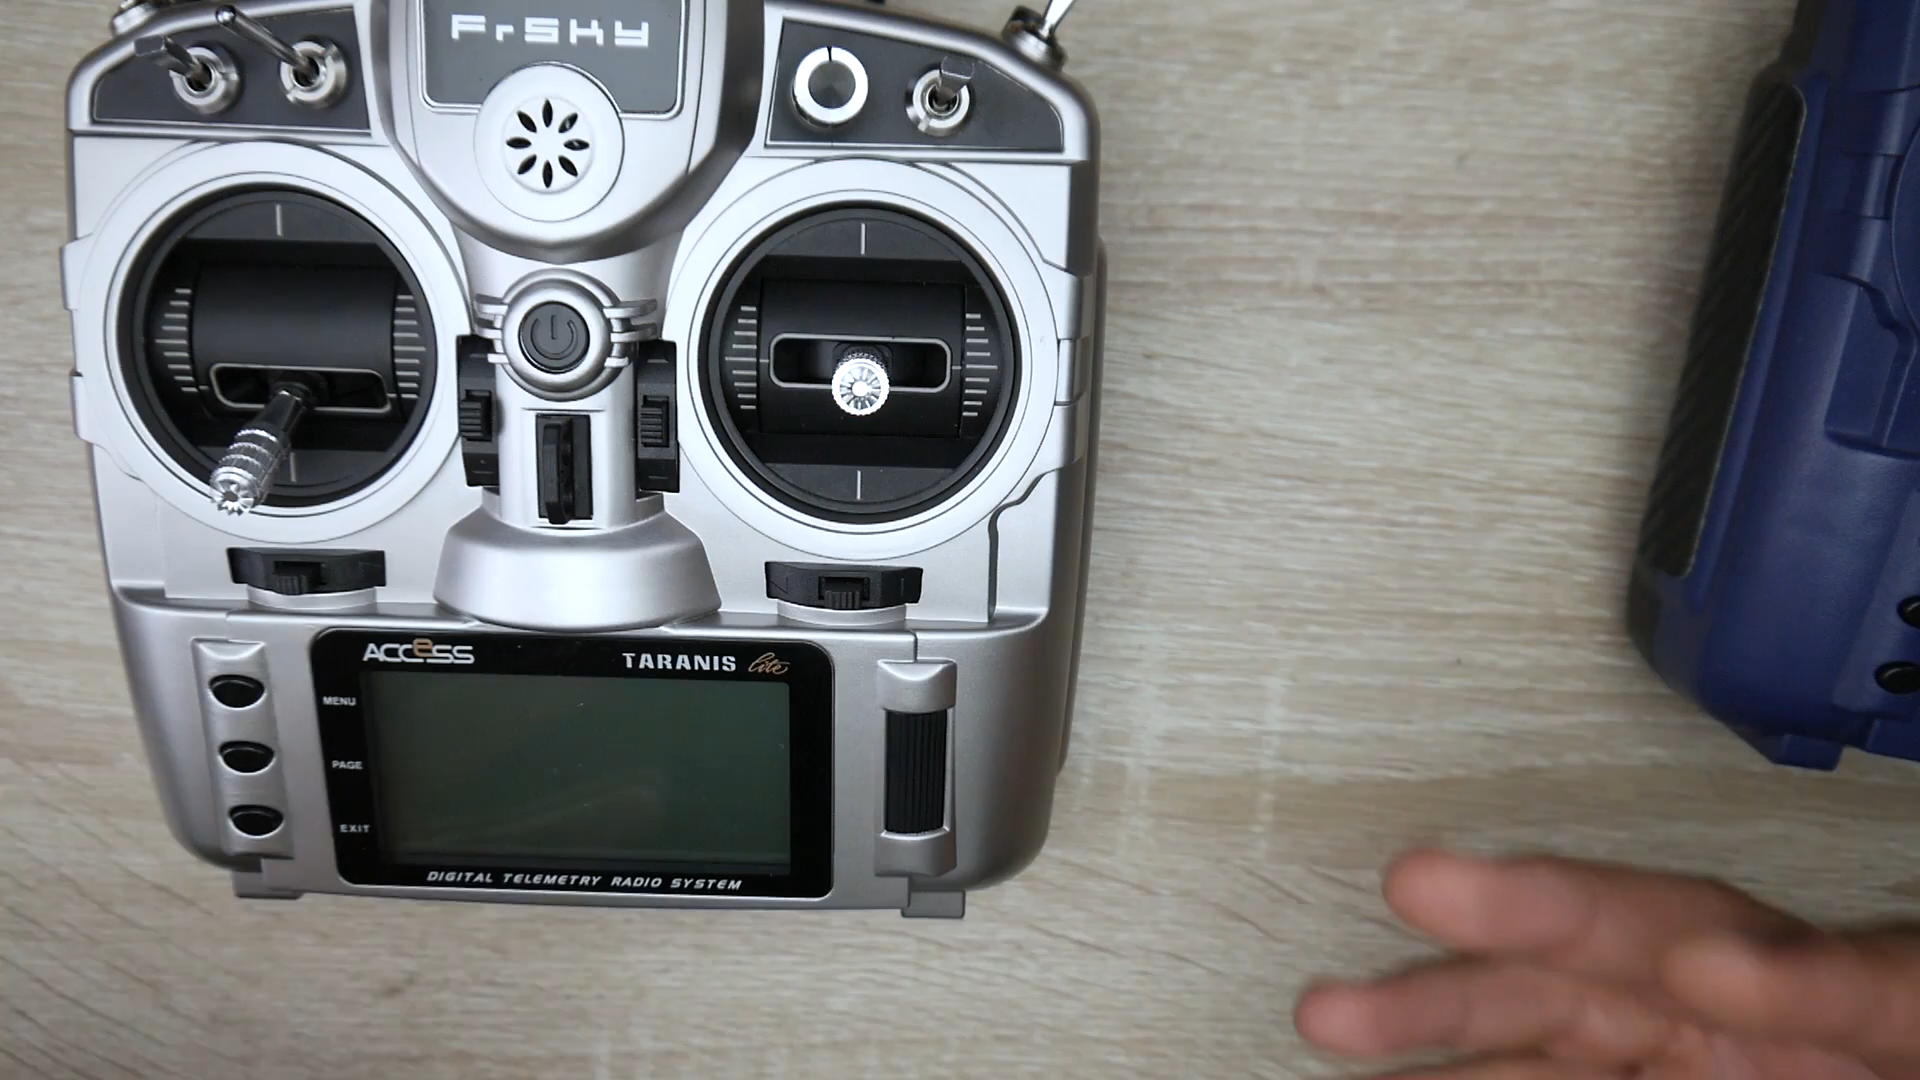 FrSKY
ACCESS
TARANIS lite
MENU
PAGE
EXIT
DIGITAL TELEMETRY RADIO SYSTEM